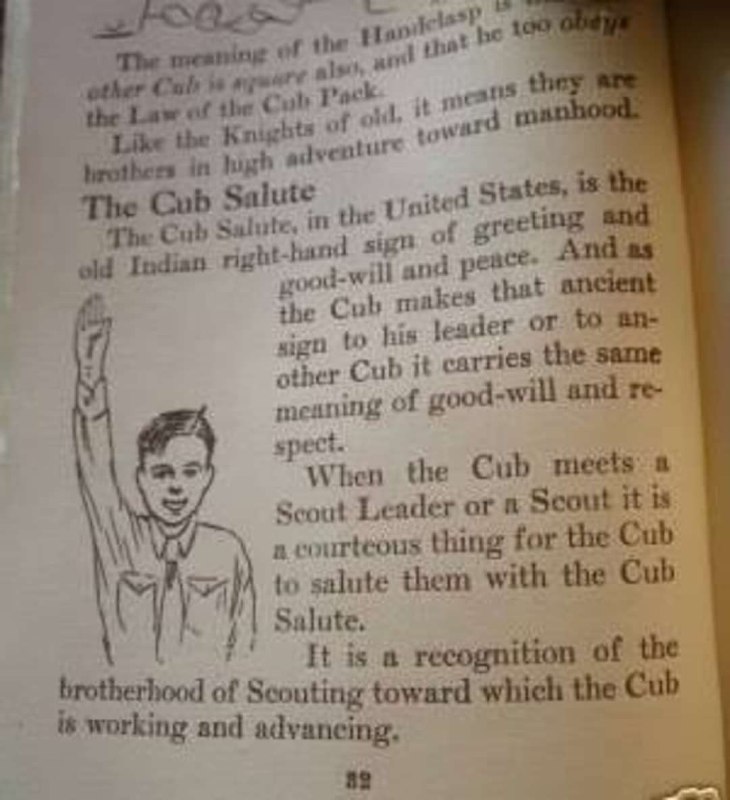 The meaning of the Handclasp is
other Cub is square also, and that he too obeys
the Law of the Cub Pack.
Like the Knights of old, it means they are
brothers in high adventure toward manhood.
The Cub Salute
The Cub Salute, in the United States, is the
old Indian right-hand sign of greeting and
good-will and peace. And as
the Cub makes that ancient
sign to his leader or to an-
other Cub it carries the same
meaning of good-will and re-
spect.
When the Cub meets a
Scout Leader or a Scout it is
a courteous thing for the Cub
to salute them with the Cub
Salute.
It is a recognition of the
brotherhood of Scouting toward which the Cub
is working and advancing.
32